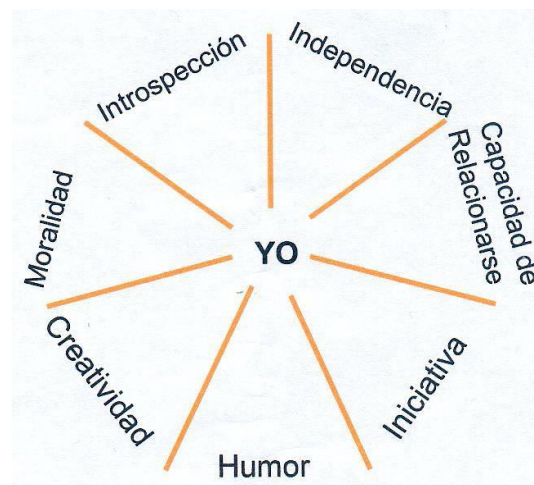 Introspección
Independencia
Capacidad de
Relacionarse
Iniciativa
Humor
Creatividad
Moralidad
YO